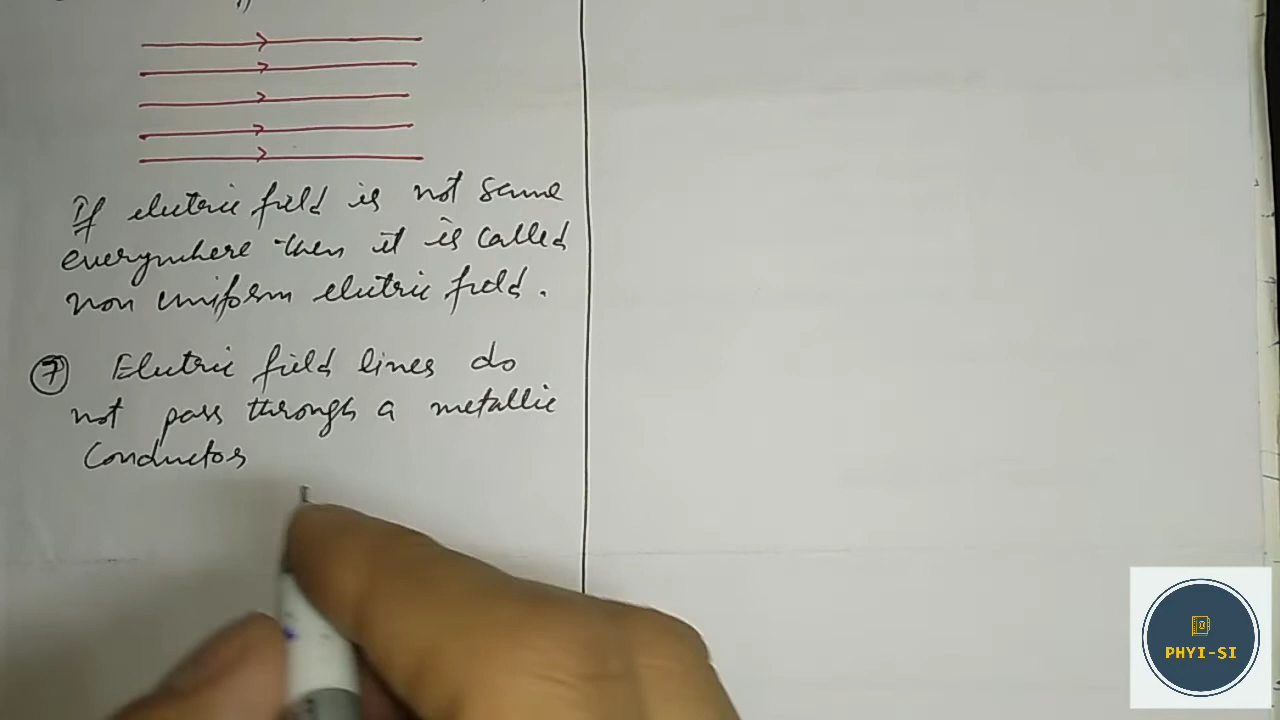 If electric field is not same
everywhere then it is called
non uniform electric field.
7 Electric field lines do
not pass through a metallic
Conductor
PHYI-SI